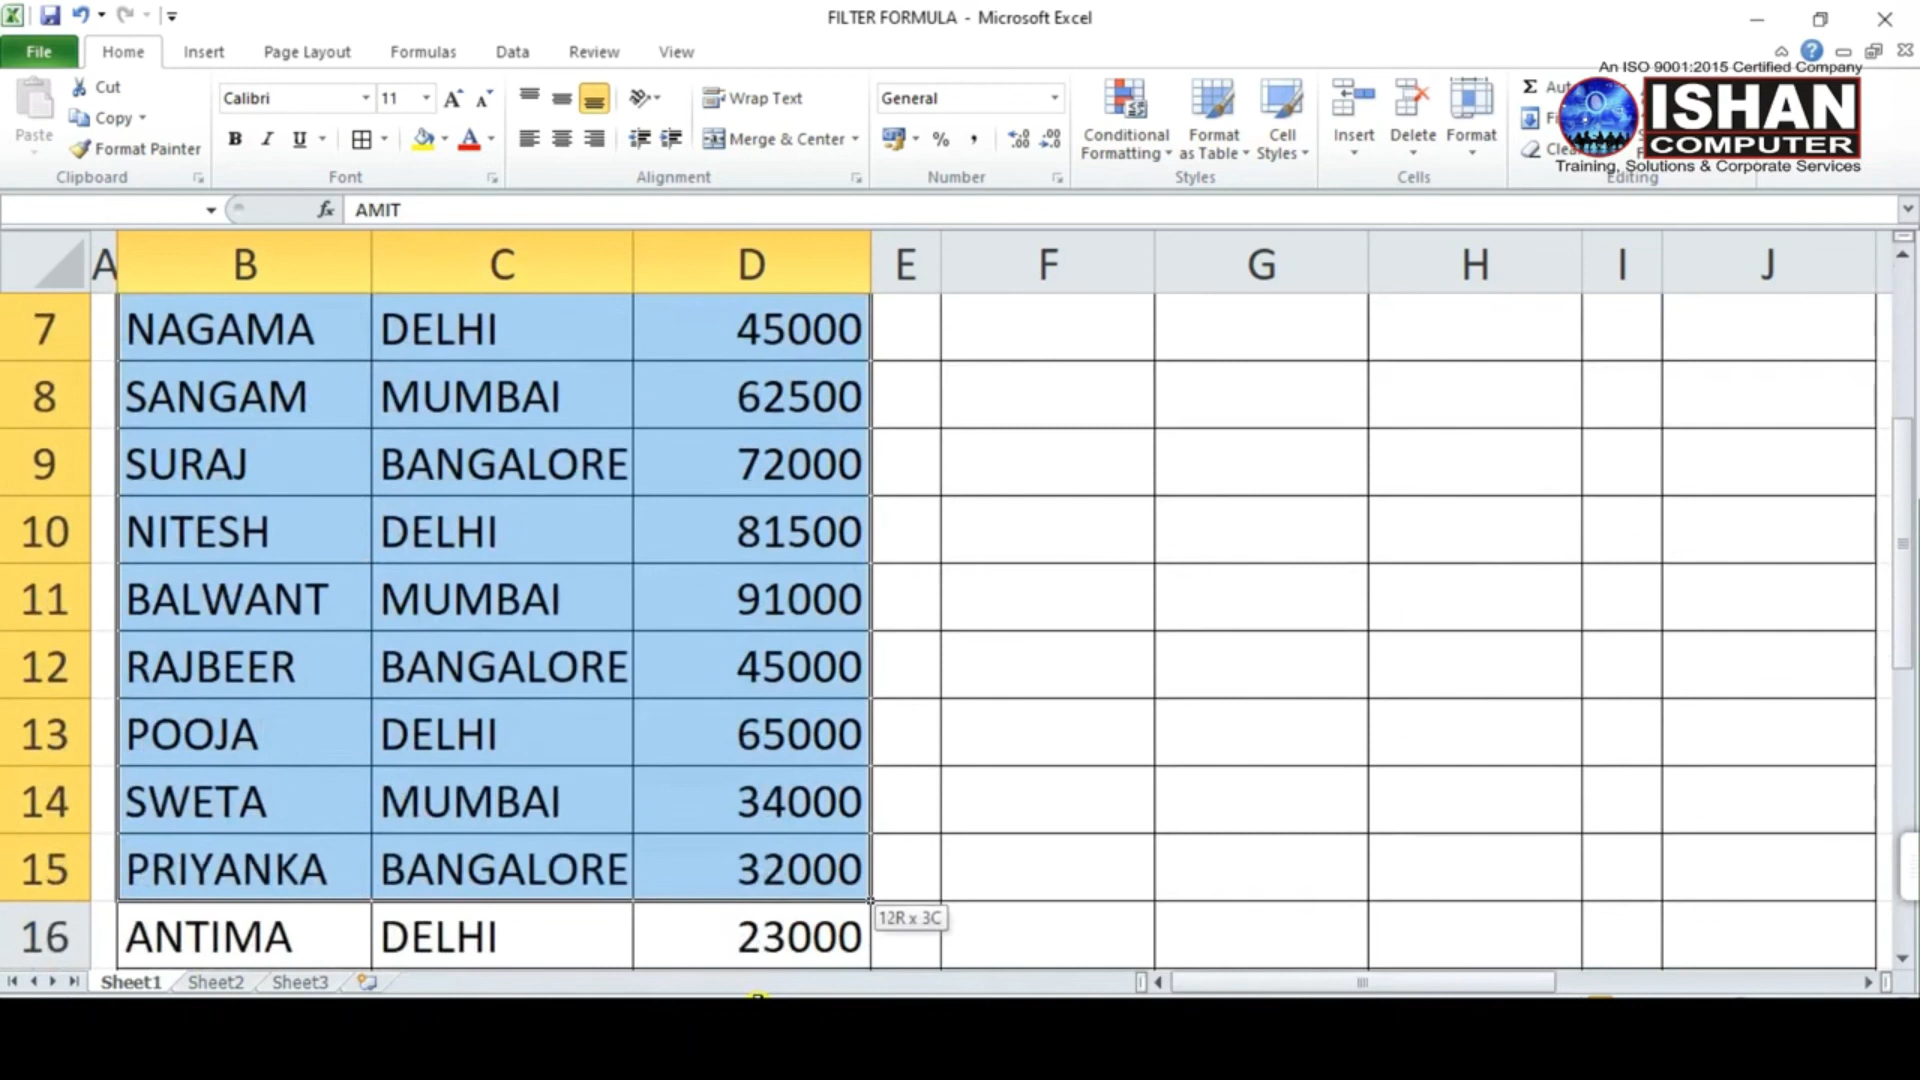 FILTER FORMULA - Microsoft Excel
File Home Insert Page Layout Formulas Data Review View
An ISO 9001:2015 Certified Company
ISHAN
COMPUTER
Training, Solutions & Corporate Services
Paste
Cut
Copy
Format Painter
Clipboard
Calibri 11
B I U
Font
Wrap Text
Merge & Center
Alignment
General
% ,
Number
Conditional Formatting
Format as Table
Cell Styles
Styles
Insert Delete Format
Cells
Σ
Editing
fx AMIT
A B C D E F G H I J
7 NAGAMA DELHI 45000
8 SANGAM MUMBAI 62500
9 SURAJ BANGALORE 72000
10 NITESH DELHI 81500
11 BALWANT MUMBAI 91000
12 RAJBEER BANGALORE 45000
13 POOJA DELHI 65000
14 SWETA MUMBAI 34000
15 PRIYANKA BANGALORE 32000
12R x 3C
16 ANTIMA DELHI 23000
Sheet1 Sheet2 Sheet3